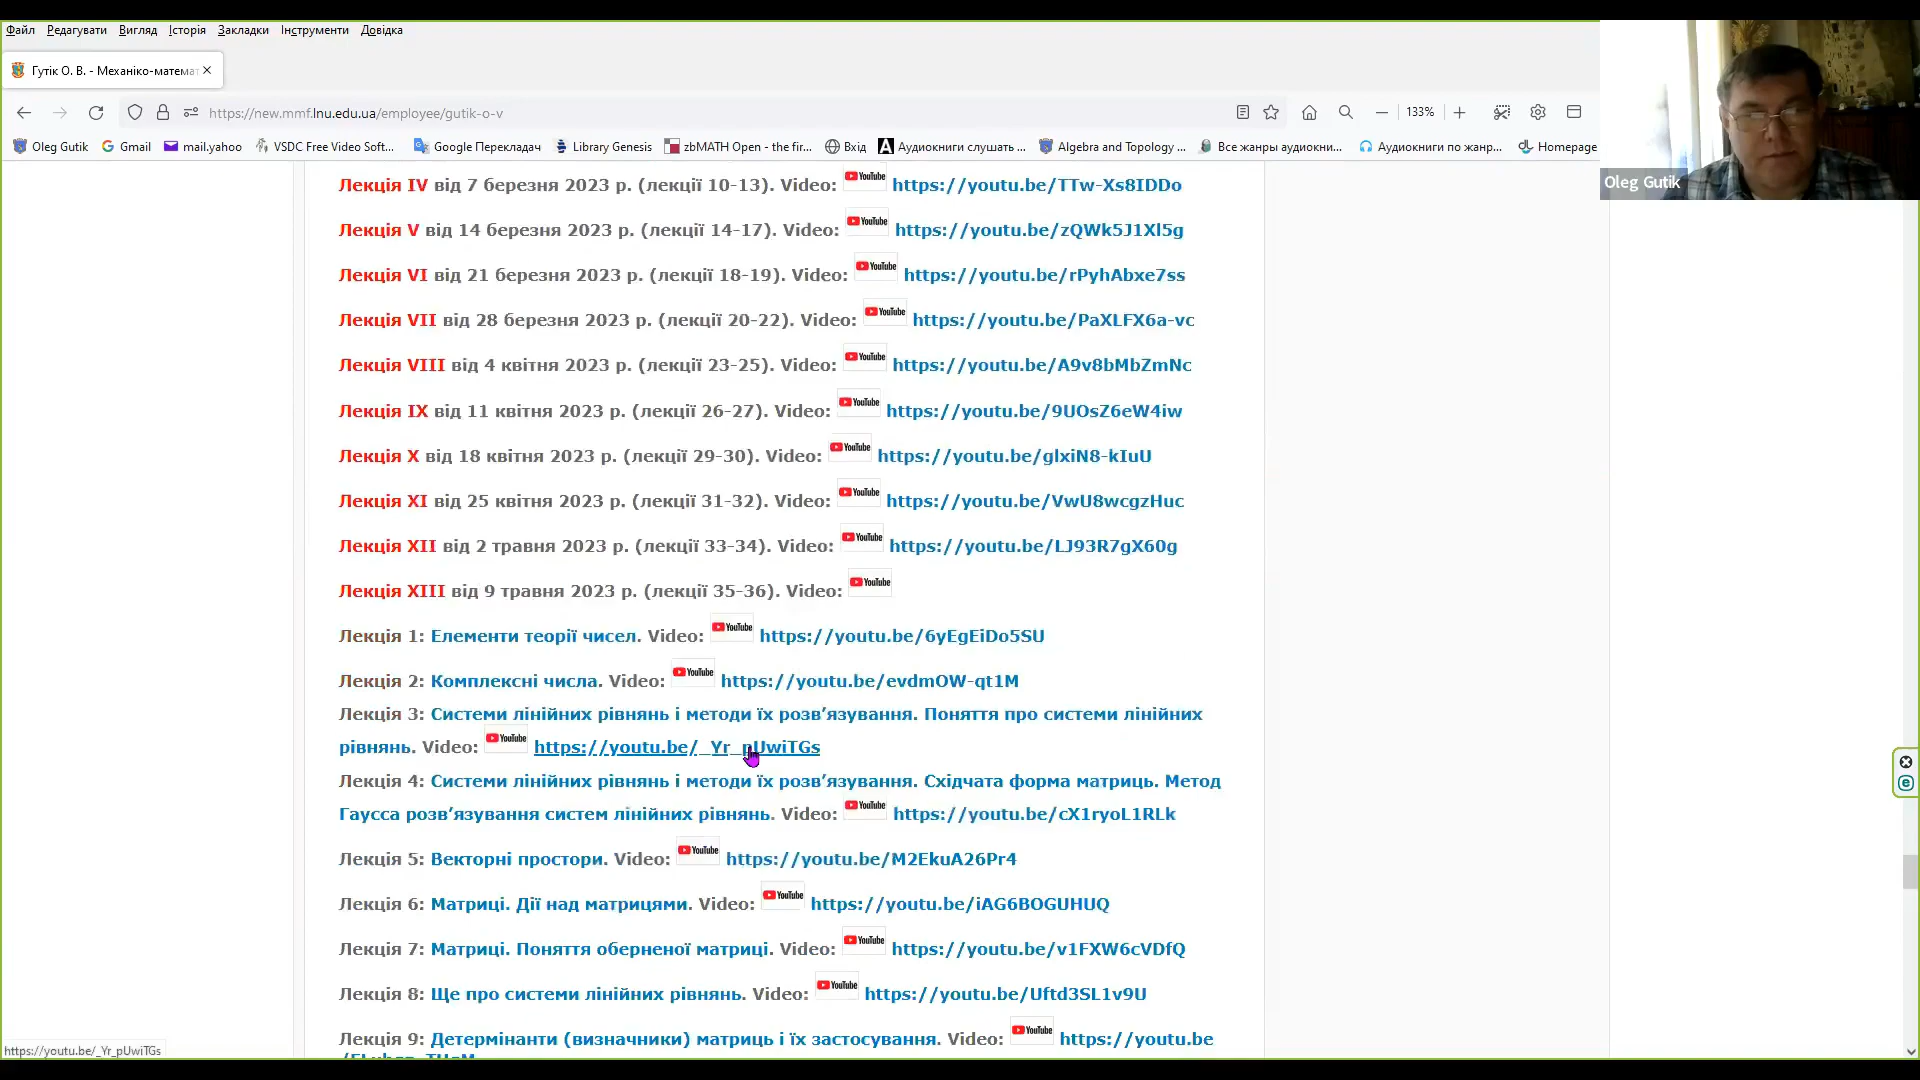 Файл Редагувати Вигляд Історія Закладки Інструменти Довідка
Гутік О. В. - Механіко-матема
https://new.mmf.lnu.edu.ua/employee/gutik-o-v
133%
Oleg Gutik Gmail mail.yahoo VSDC Free Video Soft... Google Перекладач Library Genesis zbMATH Open - the fir... Вхід Аудиокниги слушать ... Algebra and Topology ... Все жанры аудиокни... Аудиокниги по жанр... Homepage
Oleg Gutik
Лекція IV від 7 березня 2023 р. (лекції 10-13). Video: YouTube https://youtu.be/TTw-Xs8IDDo
Лекція V від 14 березня 2023 р. (лекції 14-17). Video: YouTube https://youtu.be/zQWk5J1Xl5g
Лекція VI від 21 березня 2023 р. (лекції 18-19). Video: YouTube https://youtu.be/rPyhAbxe7ss
Лекція VII від 28 березня 2023 р. (лекції 20-22). Video: YouTube https://youtu.be/PaXLFX6a-vc
Лекція VIII від 4 квітня 2023 р. (лекції 23-25). Video: YouTube https://youtu.be/A9v8bMbZmNc
Лекція IX від 11 квітня 2023 р. (лекції 26-27). Video: YouTube https://youtu.be/9UOsZ6eW4iw
Лекція X від 18 квітня 2023 р. (лекції 29-30). Video: YouTube https://youtu.be/glxiN8-kIuU
Лекція XI від 25 квітня 2023 р. (лекції 31-32). Video: YouTube https://youtu.be/VwU8wcgzHuc
Лекція XII від 2 травня 2023 р. (лекції 33-34). Video: YouTube https://youtu.be/LJ93R7gX60g
Лекція XIII від 9 травня 2023 р. (лекції 35-36). Video: YouTube
Лекція 1: Елементи теорії чисел. Video: YouTube https://youtu.be/6yEgEiDo5SU
Лекція 2: Комплексні числа. Video: YouTube https://youtu.be/evdmOW-qt1M
Лекція 3: Системи лінійних рівнянь і методи їх розв’язування. Поняття про системи лінійних
рівнянь. Video: YouTube https://youtu.be/_Yr_pUwiTGs
Лекція 4: Системи лінійних рівнянь і методи їх розв’язування. Східчата форма матриць. Метод
Гаусса розв’язування систем лінійних рівнянь. Video: YouTube https://youtu.be/cX1ryoL1RLk
Лекція 5: Векторні простори. Video: YouTube https://youtu.be/M2EkuA26Pr4
Лекція 6: Матриці. Дії над матрицями. Video: YouTube https://youtu.be/iAG6BOGUHUQ
Лекція 7: Матриці. Поняття оберненої матриці. Video: YouTube https://youtu.be/v1FXW6cVDfQ
Лекція 8: Ще про системи лінійних рівнянь. Video: YouTube https://youtu.be/Uftd3SL1v9U
Лекція 9: Детермінанти (визначники) матриць і їх застосування. Video: YouTube https://youtu.be
https://youtu.be/_Yr_pUwiTGs